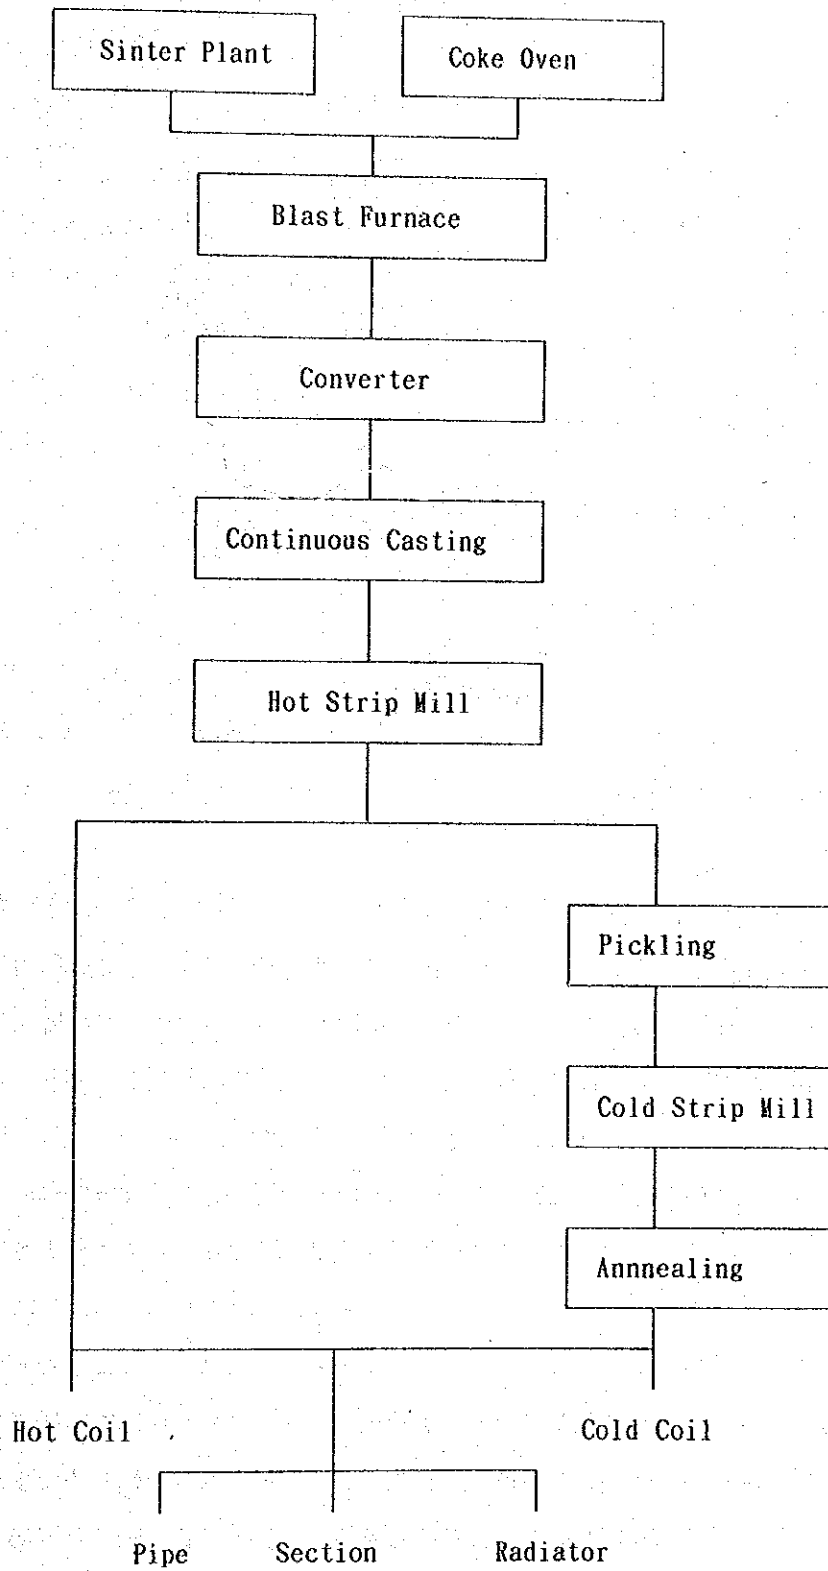 Sinter Plant
Coke Oven
Blast Furnace
Converter
Continuous Casting
Hot Strip Mill
Pickling
Cold Strip Mill
Annnealing
Hot Coil
Cold Coil
Pipe
Section
Radiator